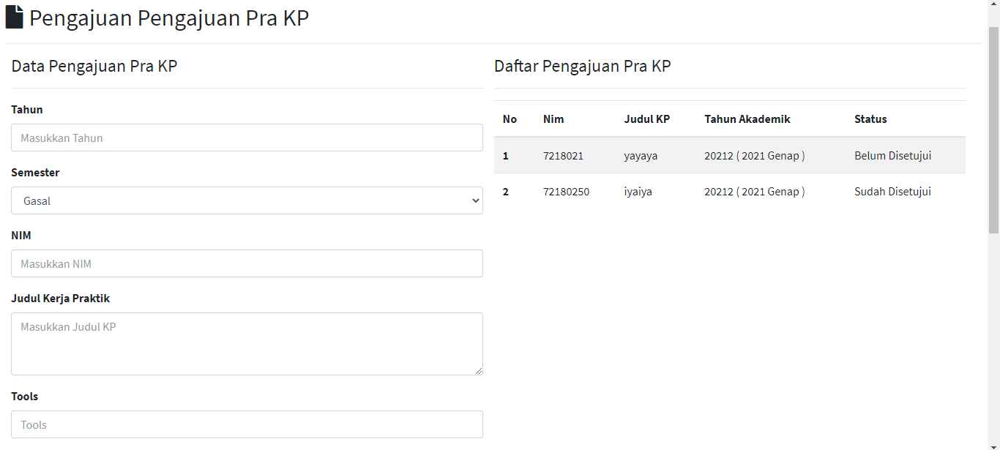 Pengajuan Pengajuan Pra KP
Data Pengajuan Pra KP
Tahun
Masukkan Tahun
Semester
Gasal
NIM
Masukkan NIM
Judul Kerja Praktik
Masukkan Judul KP
Tools
Tools
Daftar Pengajuan Pra KP
No Nim Judul KP Tahun Akademik Status
1 7218021 yayaya 20212 ( 2021 Genap ) Belum Disetujui
2 72180250 iyaiya 20212 ( 2021 Genap ) Sudah Disetujui